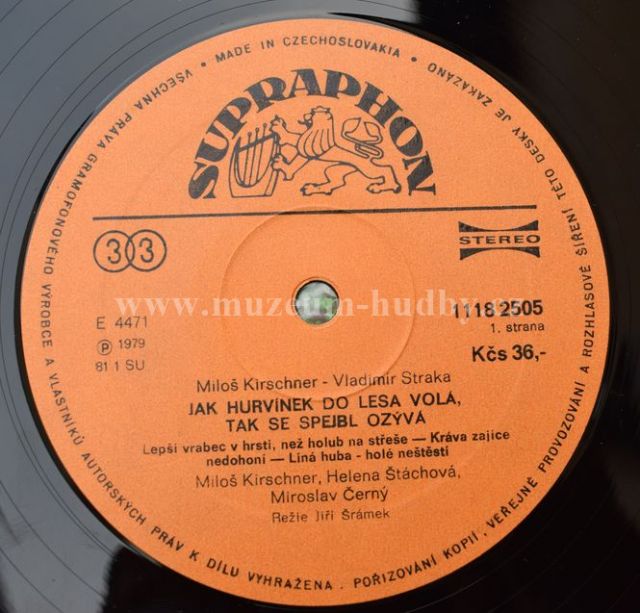 VŠECHNA PRÁVA GRAMOFONOVÉHO VÝROBCE A VLASTNÍKŮ AUTORSKÝCH PRÁV K DÍLU VYHRAŽENA • POŘIZOVÁNÍ KOPIÍ, VEŘEJNÉ PROVOZOVÁNÍ A ROZHLASOVÉ ŠÍŘENÍ TÉTO DESKY JE ZAKÁZÁNO
• MADE IN CZECHOSLOVAKIA •
SUPRAPHON
33
STEREO
www.muzeum-hudby.cz
E 4471
1118 2505
Ⓟ 1979
1. strana
81 1 SU
Kčs 36,-
Miloš Kirschner - Vladimír Straka
JAK HURVÍNEK DO LESA VOLÁ,
TAK SE SPEJBL OZÝVÁ
Lepší vrabec v hrsti, než holub na střeše — Kráva zajíce
nedohoní — Líná huba - holé neštěstí
Miloš Kirschner, Helena Štáchová,
Miroslav Černý
Režie Jiří Šrámek